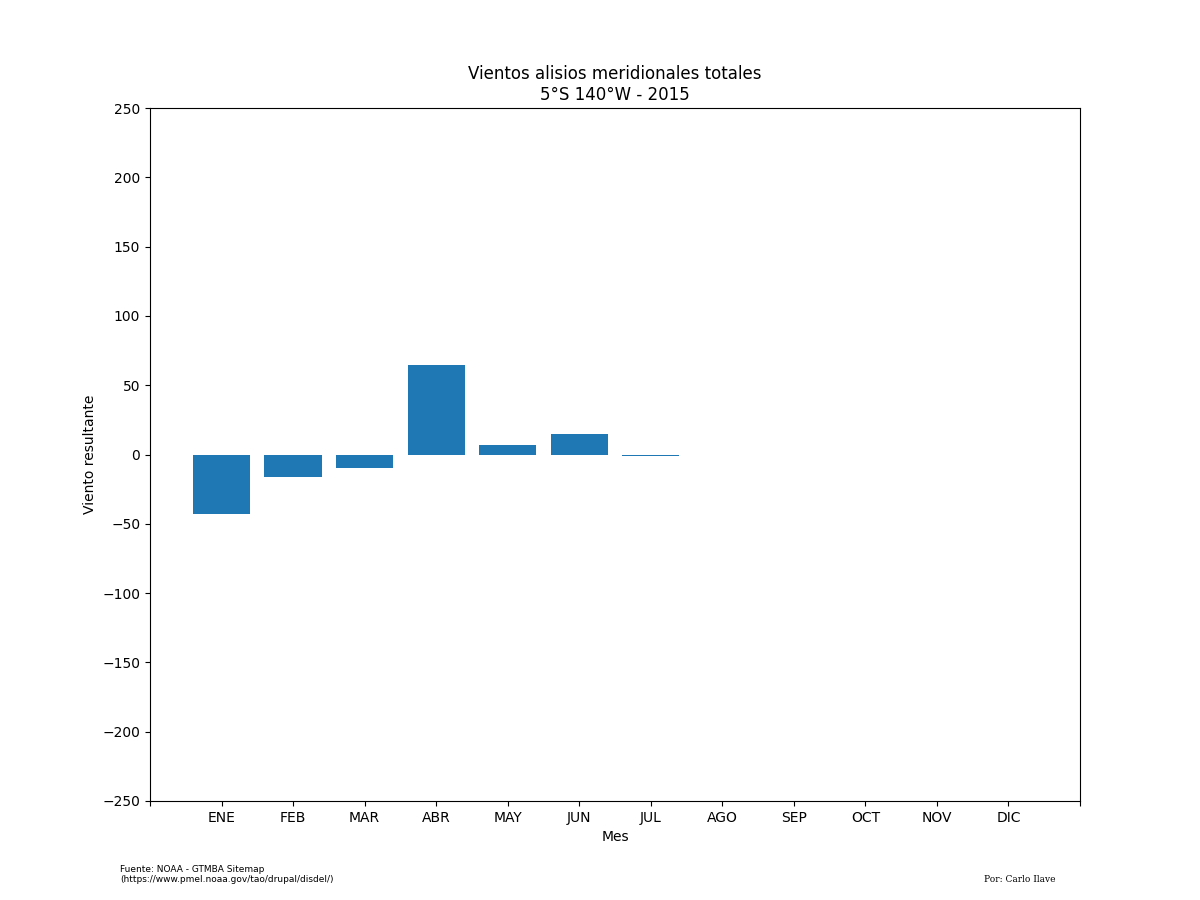 Vientos alisios meridionales totales
5°S 140°W - 2015
250
200
150
100
50
0
−50
−100
−150
−200
−250
Viento resultante
ENE FEB MAR ABR MAY JUN JUL AGO SEP OCT NOV DIC
Mes
Fuente: NOAA - GTMBA Sitemap
(https://www.pmel.noaa.gov/tao/drupal/disdel/)
Por: Carlo Ilave